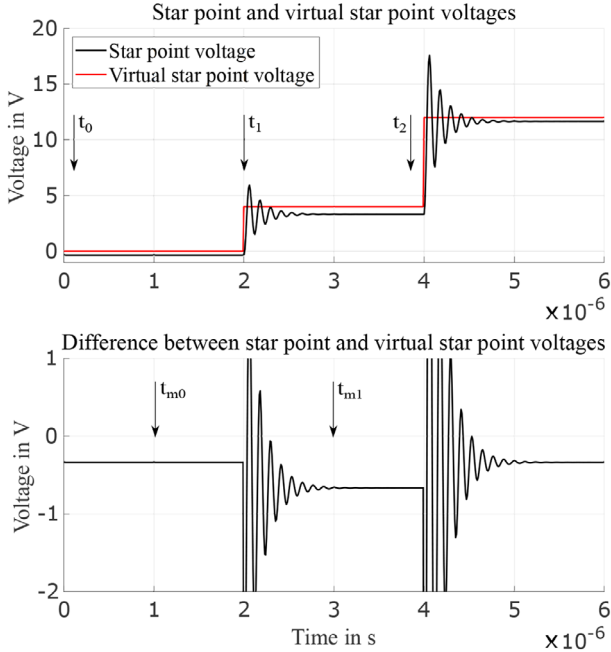 Star point and virtual star point voltages
Voltage in V
20
15
10
5
0
Star point voltage
Virtual star point voltage
t0
t1
t2
0 1 2 3 4 5 6
×10-6
Difference between star point and virtual star point voltages
Voltage in V
1
0
-1
-2
tm0
tm1
0 1 2 3 4 5 6
Time in s
×10-6